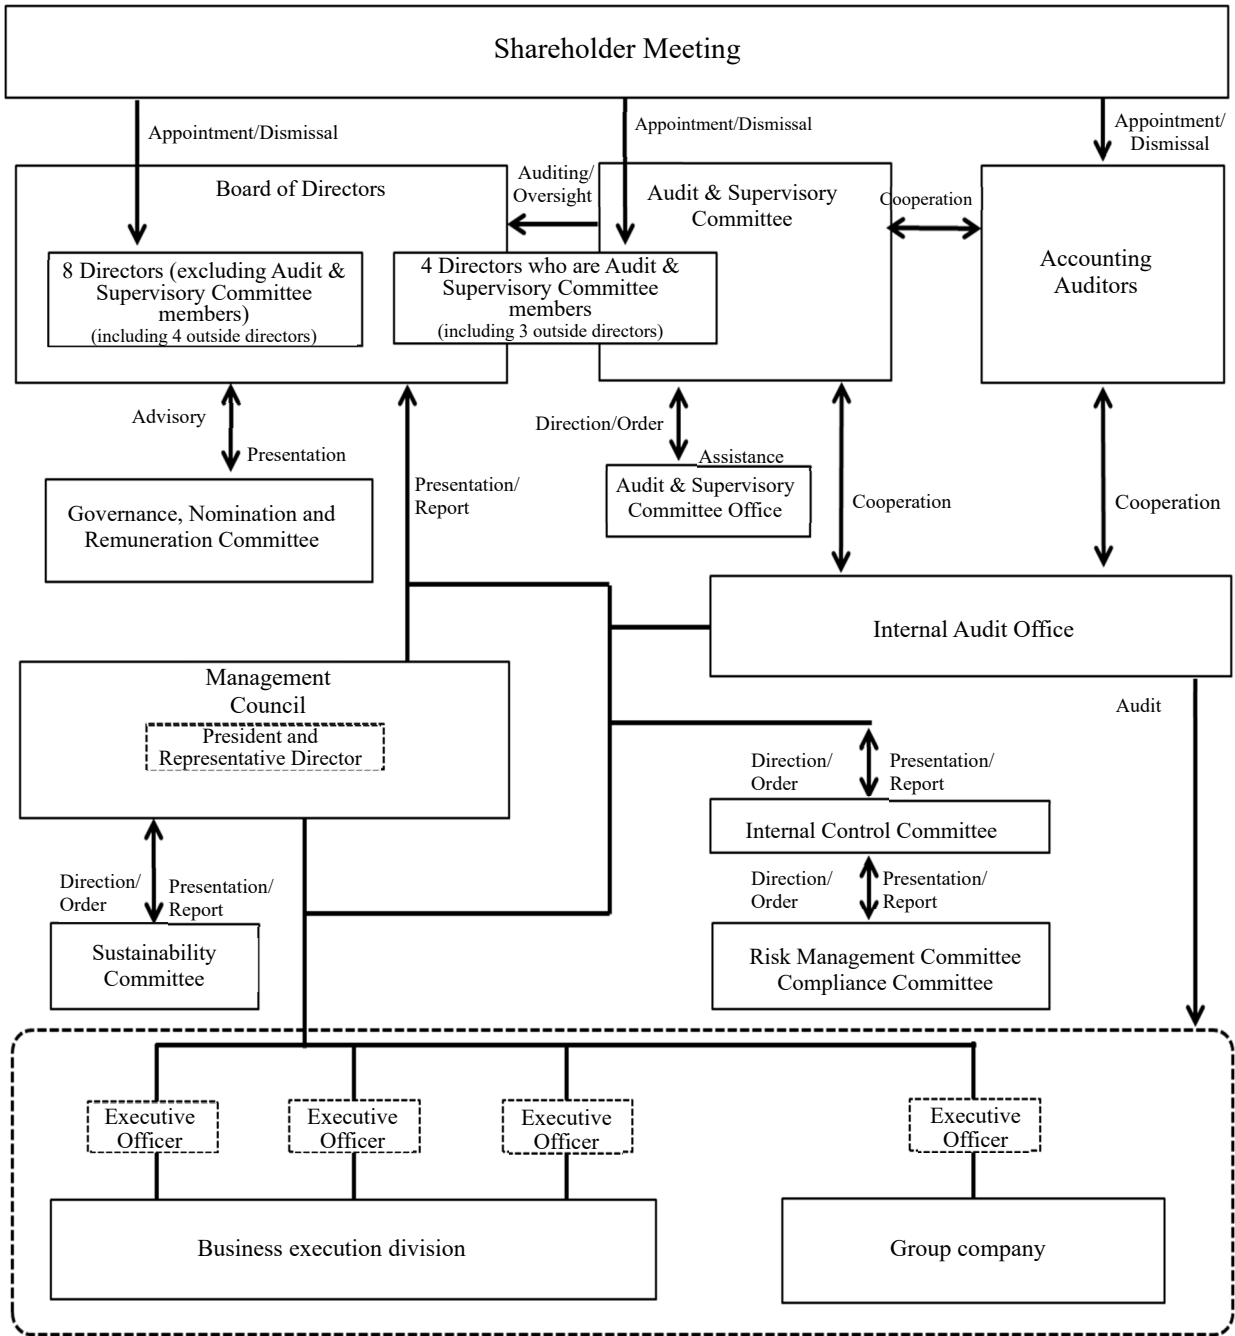 Shareholder Meeting
Appointment/Dismissal
Appointment/Dismissal
Appointment/
Dismissal
Board of Directors
Auditing/
Oversight
Audit & Supervisory
Committee
Cooperation
Accounting
Auditors
8 Directors (excluding Audit &
Supervisory Committee
members)
(including 4 outside directors)
4 Directors who are Audit &
Supervisory Committee
members
(including 3 outside directors)
Advisory
Presentation
Direction/Order
Assistance
Presentation/
Report
Governance, Nomination and
Remuneration Committee
Audit & Supervisory
Committee Office
Cooperation
Cooperation
Internal Audit Office
Management
Council
President and
Representative Director
Audit
Direction/
Order
Presentation/
Report
Internal Control Committee
Direction/
Order
Presentation/
Report
Direction/
Order
Presentation/
Report
Sustainability
Committee
Risk Management Committee
Compliance Committee
Executive
Officer
Executive
Officer
Executive
Officer
Executive
Officer
Business execution division
Group company